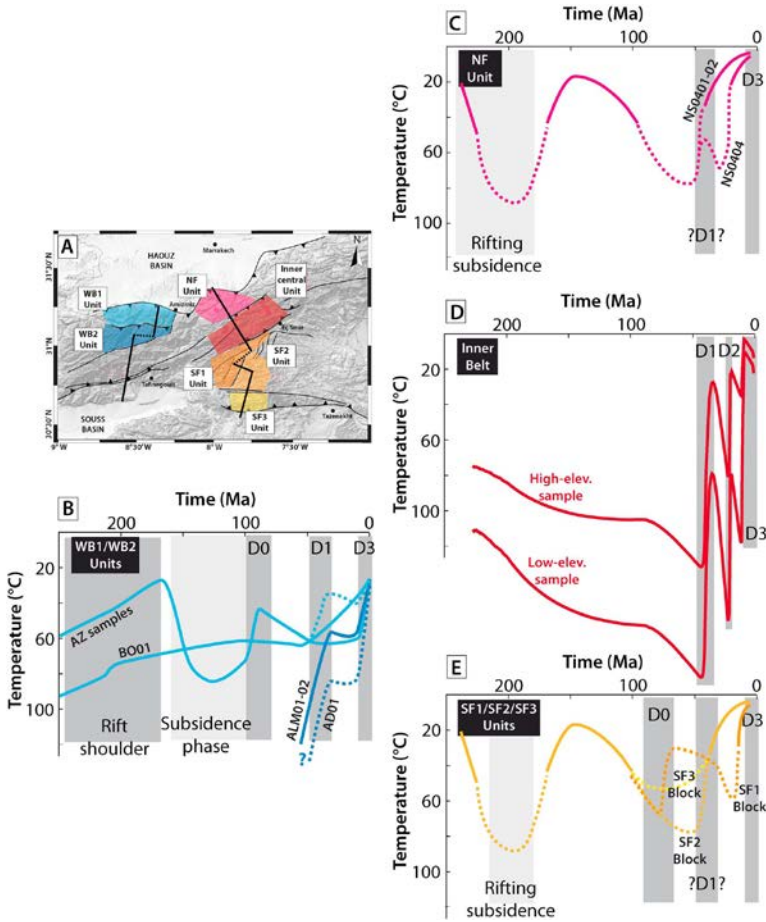 A
HAOUZ
BASIN
Marrakech
N
WB1
Unit
NF
Unit
Inner
central
Unit
Amizmiz
WB2
Unit
SF1
Unit
SF2
Unit
SF3
Unit
SOUSS
BASIN
31°30'N
31°N
30°30'N
9°W
8°30'W
8°W
7°30'W
B
Time (Ma)
200
100
0
Temperature (°C)
20
60
100
WB1/WB2
Units
D0
D1
D3
AZ samples
BO01
ALM01-02
AD01
?
Rift
shoulder
Subsidence
phase
C
Time (Ma)
200
100
0
Temperature (°C)
20
60
100
NF
Unit
NS0401-02
NS0404
D3
?D1?
Rifting
subsidence
D
Time (Ma)
200
100
0
Temperature (°C)
20
60
100
Inner
Belt
D1
D2
D3
High-elev.
sample
Low-elev.
sample
E
Time (Ma)
200
100
0
Temperature (°C)
20
60
100
SF1/SF2/SF3
Units
D0
D3
SF3
Block
SF1
Block
SF2
Block
?D1?
Rifting
subsidence